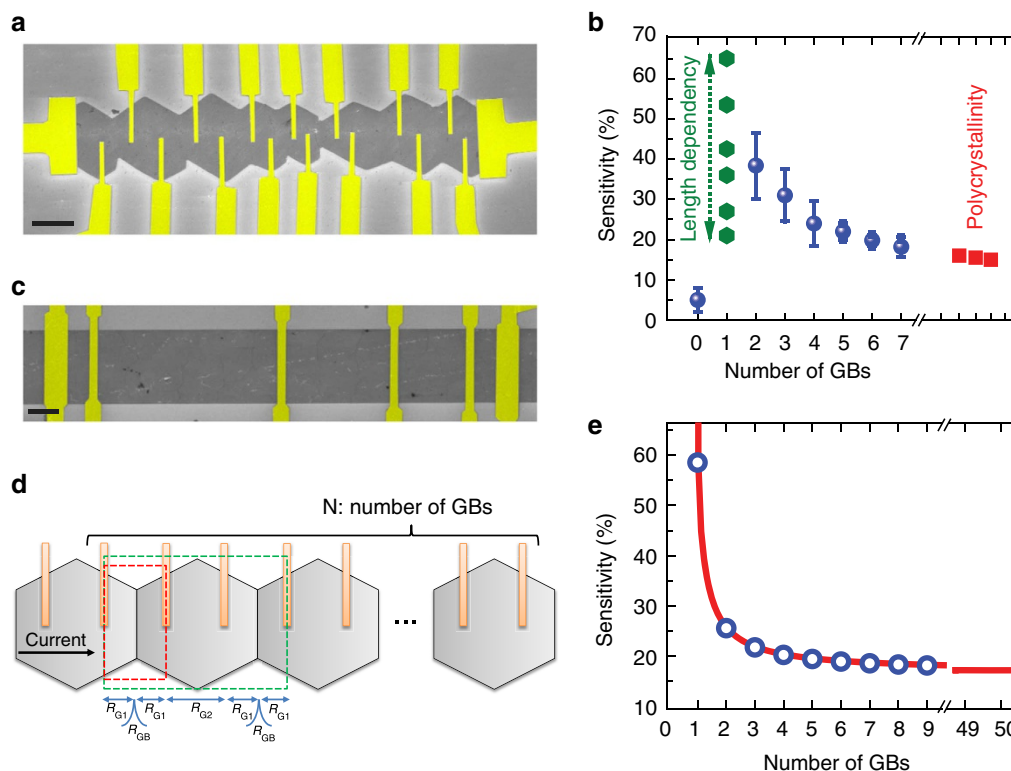 a
b
70
60
50
40
30
20
10
0
Sensitivity (%)
Length dependency
Polycrystallinity
0 1 2 3 4 5 6 7
Number of GBs
c
d
N: number of GBs
Current
...
R_G1 R_G1 R_G2 R_G1 R_G1
R_GB R_GB
e
60
50
40
30
20
10
Sensitivity (%)
0 1 2 3 4 5 6 7 8 9 49 50
Number of GBs